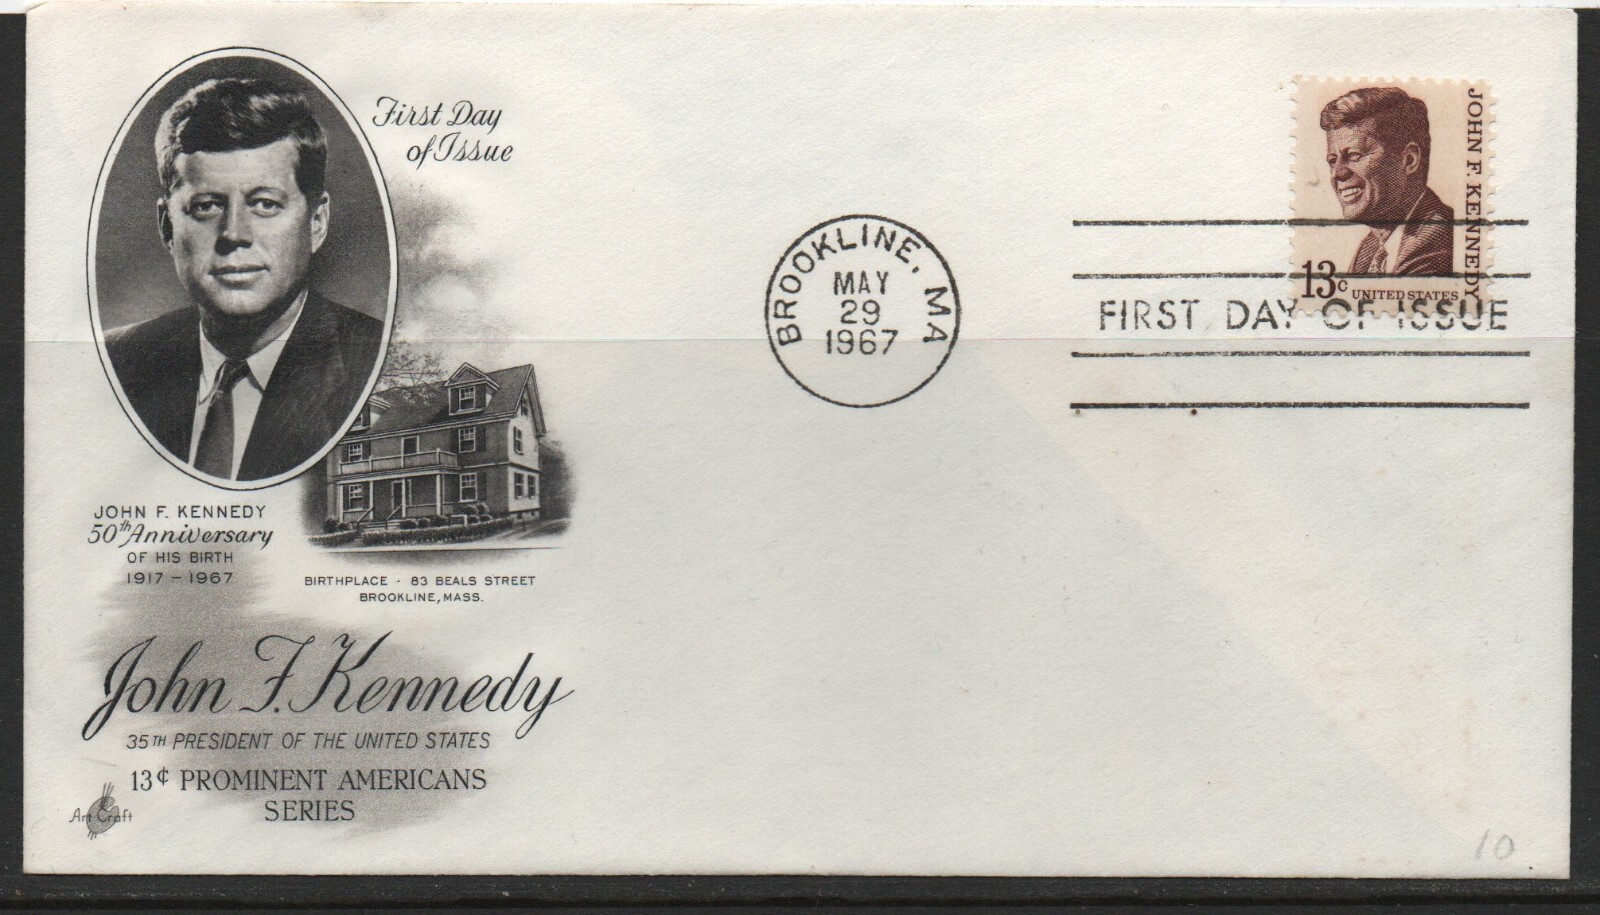 First Day
of Issue
JOHN F. KENNEDY
50th Anniversary
OF HIS BIRTH
1917 - 1967
BIRTHPLACE · 83 BEALS STREET
BROOKLINE, MASS.
John F. Kennedy
35TH PRESIDENT OF THE UNITED STATES
13¢ PROMINENT AMERICANS
SERIES
Art Craft
BROOKLINE, MA
MAY
29
1967
JOHN F. KENNEDY
13c UNITED STATES
FIRST DAY OF ISSUE
10